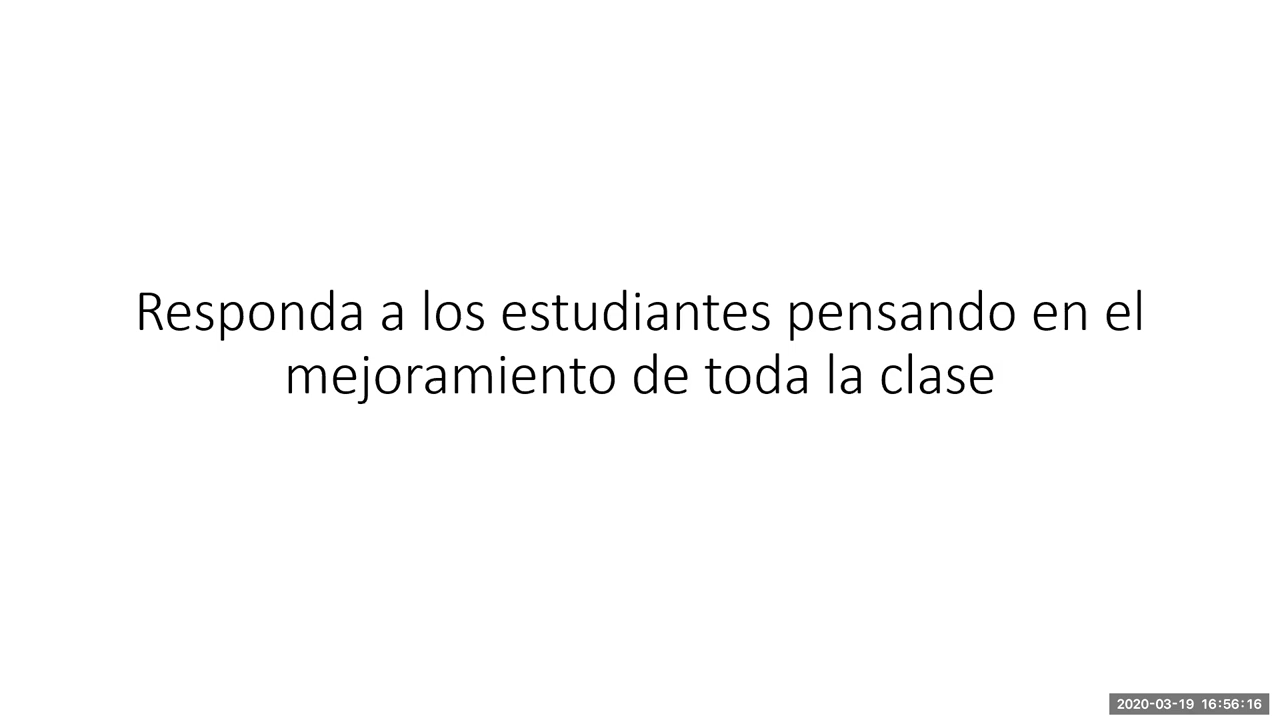 Responda a los estudiantes pensando en el
mejoramiento de toda la clase
2020-03-19 16:56:16